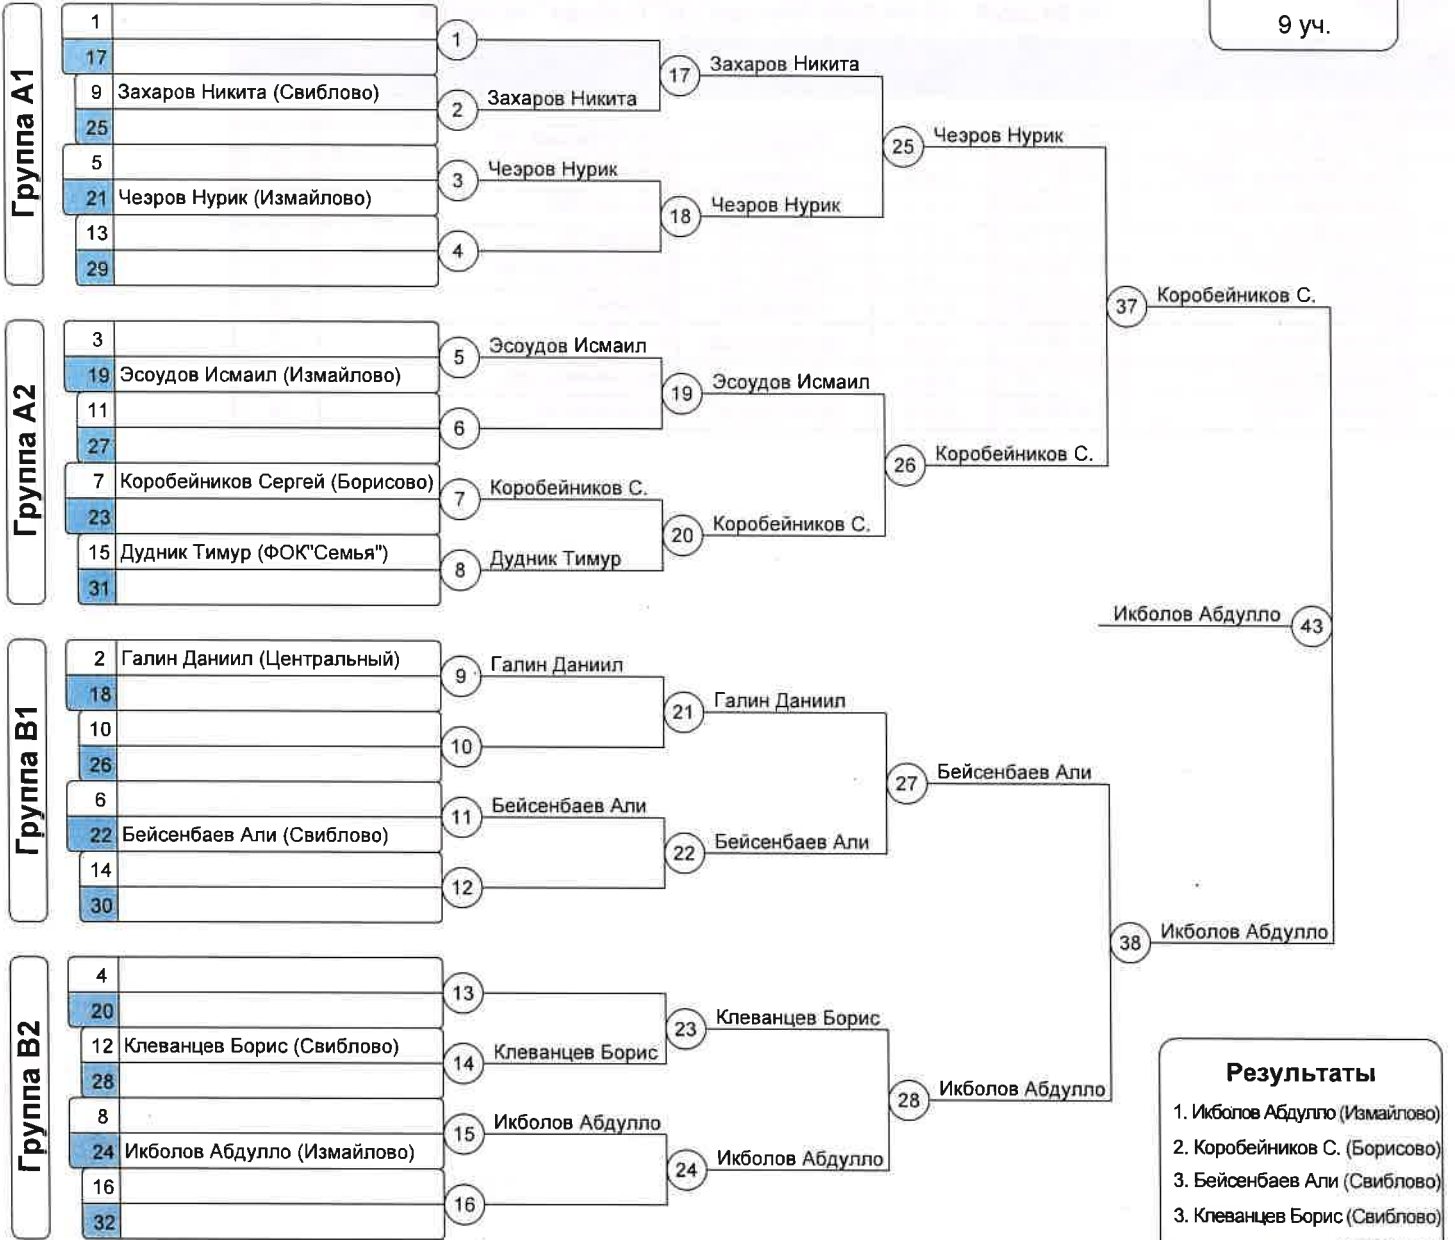 9 уч.
Группа А1
1
17
9 Захаров Никита (Свиблово)
25
5
21 Чеэров Нурик (Измайлово)
13
29
1
2 Захаров Никита
3 Чеэров Нурик
4
17 Захаров Никита
18 Чеэров Нурик
25 Чеэров Нурик
Группа А2
3
19 Эсоудов Исмаил (Измайлово)
11
27
7 Коробейников Сергей (Борисово)
23
15 Дудник Тимур (ФОК"Семья")
31
5 Эсоудов Исмаил
6
7 Коробейников С.
8 Дудник Тимур
19 Эсоудов Исмаил
20 Коробейников С.
26 Коробейников С.
37 Коробейников С.
Икболов Абдулло 43
Группа В1
2 Галин Даниил (Центральный)
18
10
26
6
22 Бейсенбаев Али (Свиблово)
14
30
9 Галин Даниил
10
11 Бейсенбаев Али
12
21 Галин Даниил
22 Бейсенбаев Али
27 Бейсенбаев Али
38 Икболов Абдулло
Группа В2
4
20
12 Клеванцев Борис (Свиблово)
28
8
24 Икболов Абдулло (Измайлово)
16
32
13
14 Клеванцев Борис
15 Икболов Абдулло
16
23 Клеванцев Борис
24 Икболов Абдулло
28 Икболов Абдулло
Результаты
1. Икболов Абдулло (Измайлово)
2. Коробейников С. (Борисово)
3. Бейсенбаев Али (Свиблово)
3. Клеванцев Борис (Свиблово)